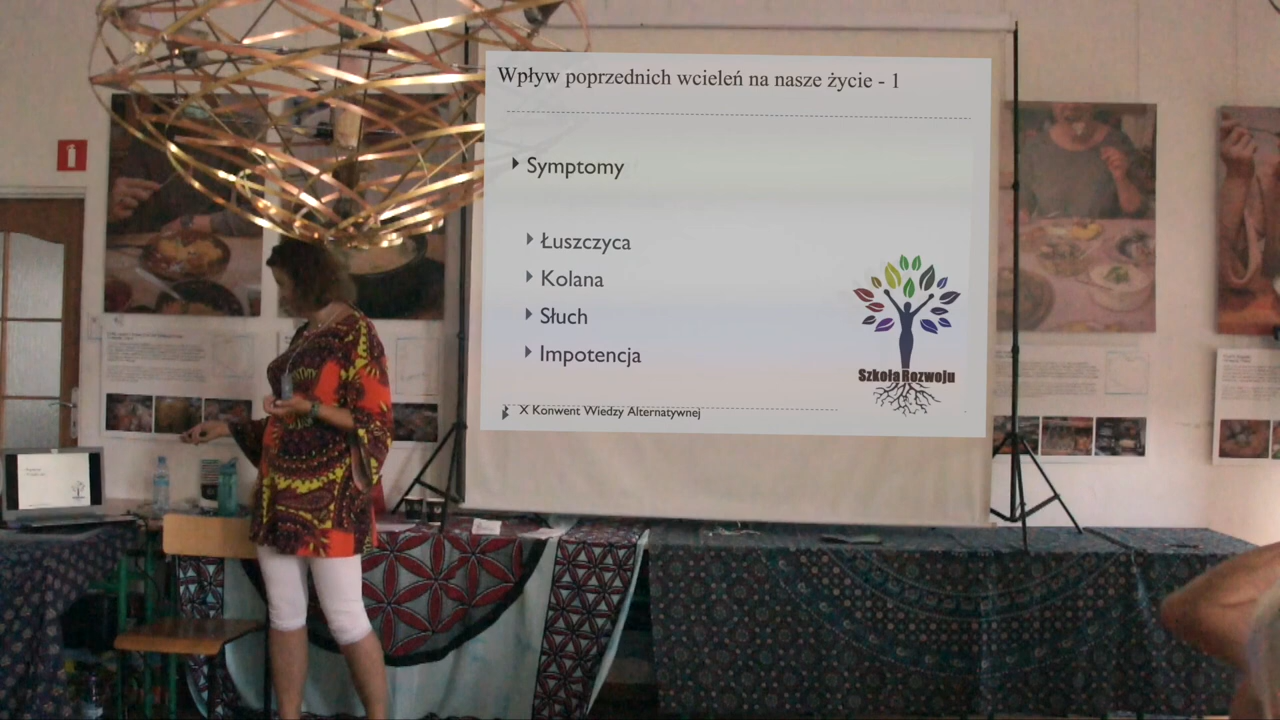 Wpływ poprzednich wcieleń na nasze życie - 1
Symptomy
Łuszczyca
Kolana
Słuch
Impotencja
Szkoła Rozwoju
X Konwent Wiedzy Alternatywnej